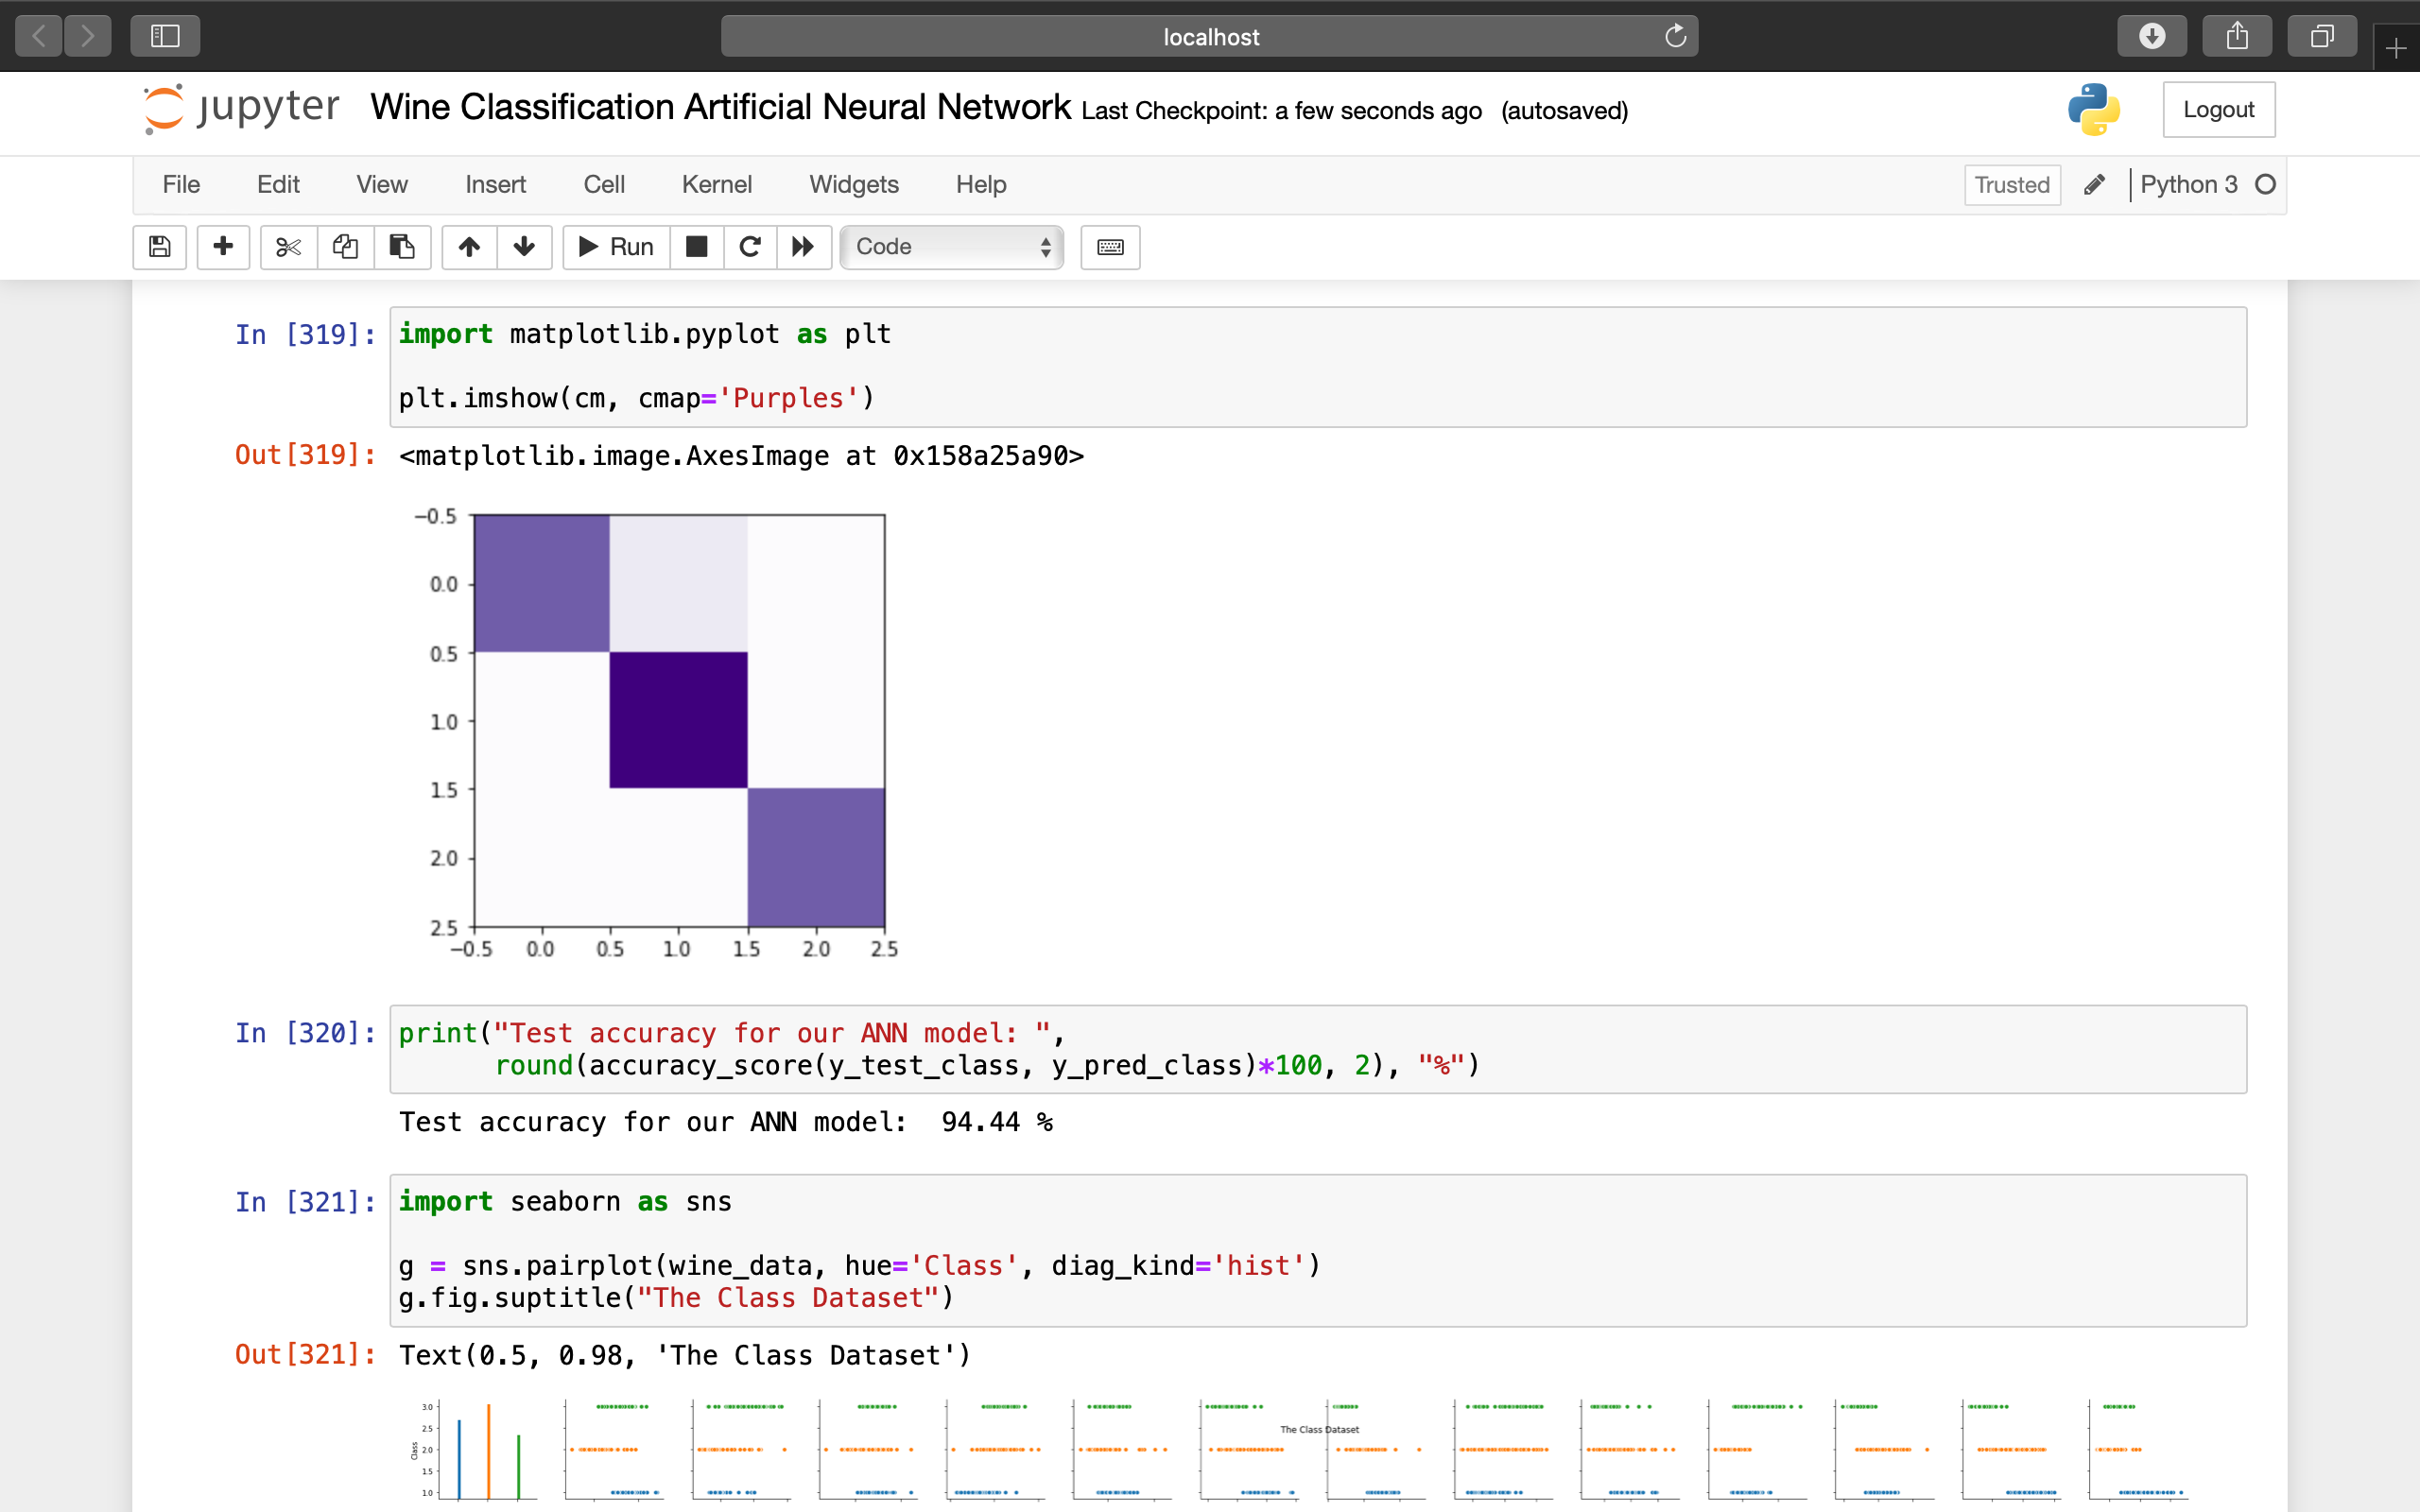 localhost
jupyter Wine Classification Artificial Neural Network Last Checkpoint: a few seconds ago (autosaved)
Logout
File Edit View Insert Cell Kernel Widgets Help
Trusted Python 3
Run Code
In [319]: import matplotlib.pyplot as plt
plt.imshow(cm, cmap='Purples')
Out[319]: <matplotlib.image.AxesImage at 0x158a25a90>
−0.5
0.0
0.5
1.0
1.5
2.0
2.5
−0.5 0.0 0.5 1.0 1.5 2.0 2.5
In [320]: print("Test accuracy for our ANN model: ",
round(accuracy_score(y_test_class, y_pred_class)*100, 2), "%")
Test accuracy for our ANN model:  94.44 %
In [321]: import seaborn as sns
g = sns.pairplot(wine_data, hue='Class', diag_kind='hist')
g.fig.suptitle("The Class Dataset")
Out[321]: Text(0.5, 0.98, 'The Class Dataset')
The Class Dataset
Class
3.0
2.5
2.0
1.5
1.0